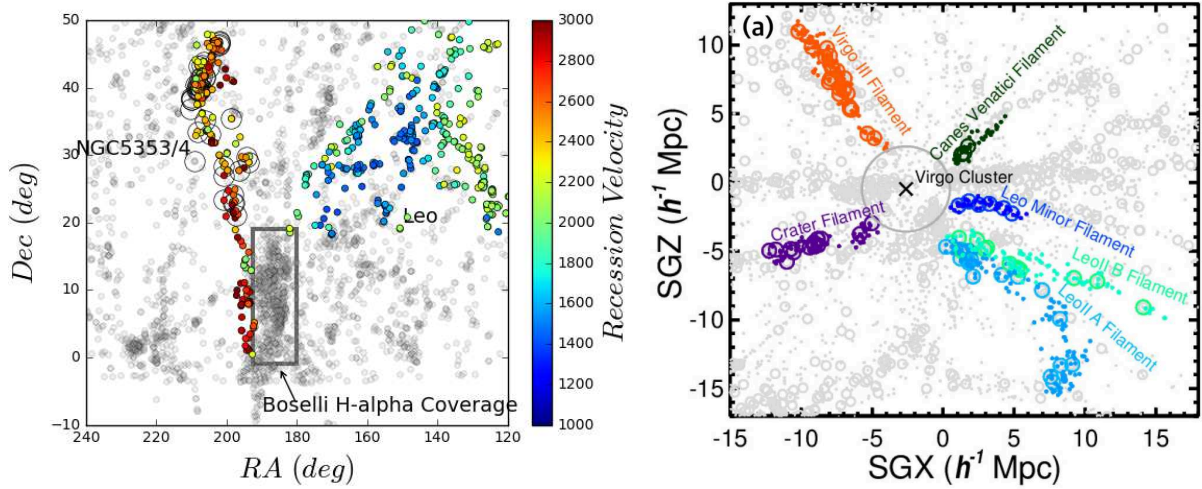 50
40
30
20
10
0
−10
240
220
200
180
160
140
120
Dec (deg)
RA (deg)
NGC5353/4
Leo
Boselli H-alpha Coverage
3000
2800
2600
2400
2200
2000
1800
1600
1400
1200
1000
Recession Velocity
(a)
10
5
0
-5
-10
-15
-15
-10
-5
0
5
10
15
SGZ (h⁻¹ Mpc)
SGX (h⁻¹ Mpc)
Virgo III Filament
Canes Venatici Filament
Virgo Cluster
Crater Filament
Leo Minor Filament
LeoII B Filament
LeoII A Filament